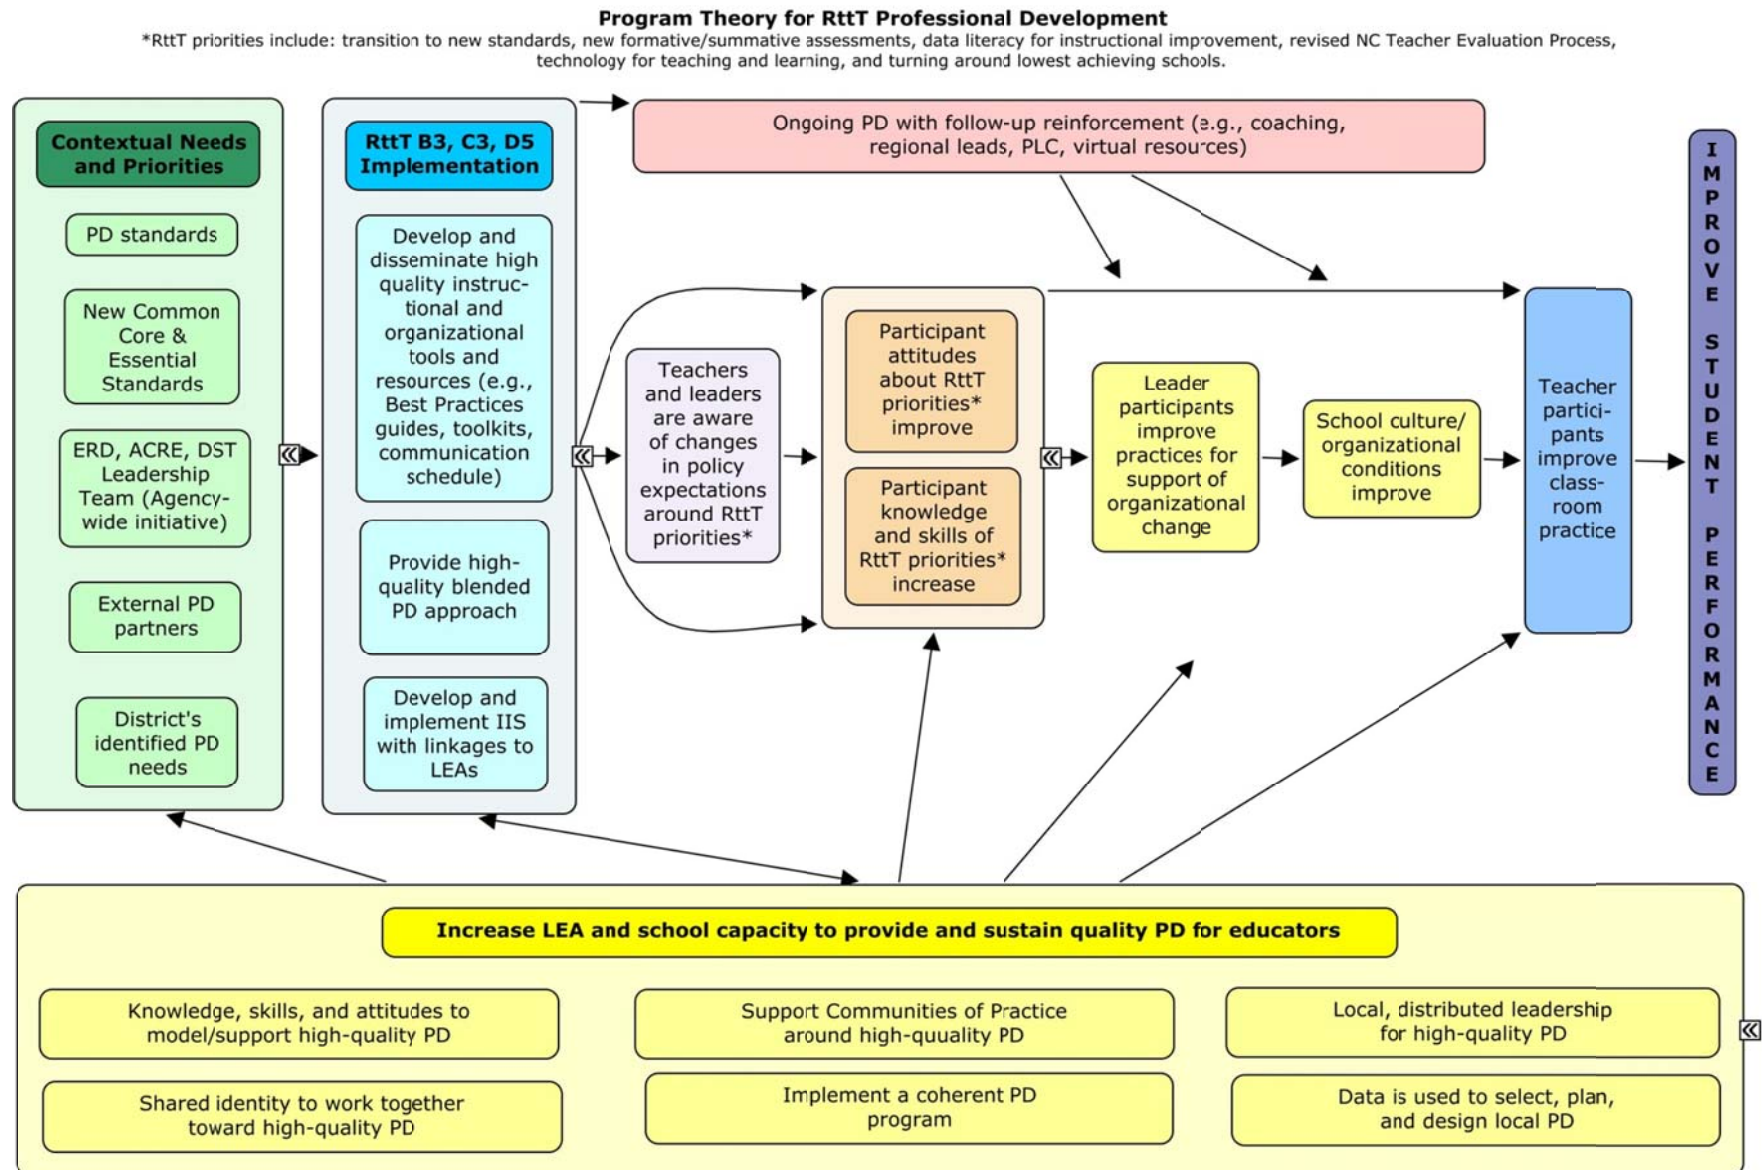 Program Theory for RttT Professional Development
*RttT priorities include: transition to new standards, new formative/summative assessments, data literacy for instructional improvement, revised NC Teacher Evaluation Process,
technology for teaching and learning, and turning around lowest achieving schools.
Contextual Needs
and Priorities
PD standards
New Common
Core &
Essential
Standards
ERD, ACRE, DST
Leadership
Team (Agency-
wide initiative)
External PD
partners
District's
identified PD
needs
RttT B3, C3, D5
Implementation
Develop and
disseminate high
quality instruc-
tional and
organizational
tools and
resources (e.g.,
Best Practices
guides, toolkits,
communication
schedule)
Provide high-
quality blended
PD approach
Develop and
implement IIS
with linkages to
LEAs
Ongoing PD with follow-up reinforcement (e.g., coaching,
regional leads, PLC, virtual resources)
Teachers
and leaders
are aware
of changes
in policy
expectations
around RttT
priorities*
Participant
attitudes
about RttT
priorities*
improve
Participant
knowledge
and skills of
RttT priorities*
increase
Leader
participants
improve
practices for
support of
organizational
change
School culture/
organizational
conditions
improve
Teacher
partici-
pants
improve
class-
room
practice
IMPROVE STUDENT PERFORMANCE
Increase LEA and school capacity to provide and sustain quality PD for educators
Knowledge, skills, and attitudes to
model/support high-quality PD
Support Communities of Practice
around high-quuality PD
Local, distributed leadership
for high-quality PD
Shared identity to work together
toward high-quality PD
Implement a coherent PD
program
Data is used to select, plan,
and design local PD